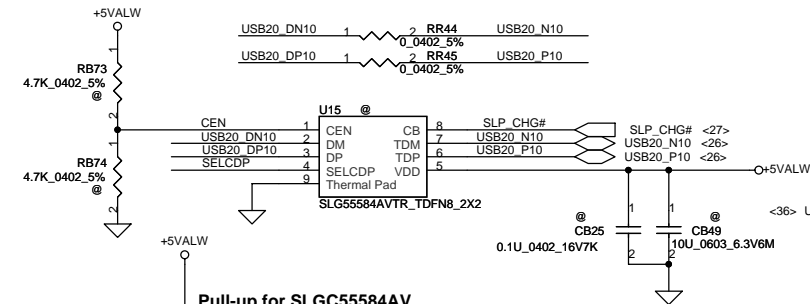 +5VALW
USB20_DN10 1 2 RR44 USB20_N10
0_0402_5%
USB20_DP10 1 2 RR45 USB20_P10
0_0402_5%
1
RB73
4.7K_0402_5%
@
2
U15 @
CEN 1 CEN CB 8 SLP_CHG# SLP_CHG# <27>
USB20_DN10 2 DM TDM 7 USB20_N10 USB20_N10 <26>
USB20_DP10 3 DP TDP 6 USB20_P10 USB20_P10 <26>
SELCDP 4 SELCDP VDD 5 +5VALW
9 Thermal Pad
SLG55584AVTR_TDFN8_2X2
1
RB74
4.7K_0402_5%
@
2
@ 1 @ 1 <36> U
CB25 CB49
0.1U_0402_16V7K 10U_0603_6.3V6M
2 2
+5VALW
Pull-up for SLGC55584AV